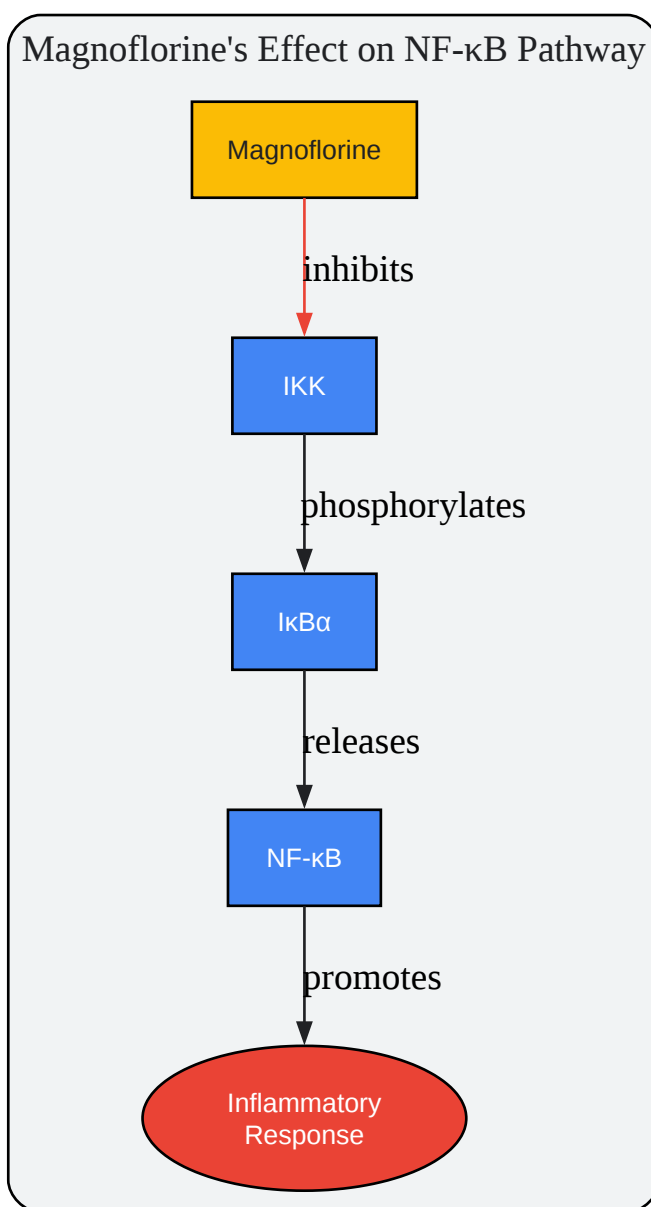 Magnoflorine's Effect on NF-κB Pathway
Magnoflorine
inhibits
IKK
phosphorylates
IκBα
releases
NF-κB
promotes
Inflammatory
Response